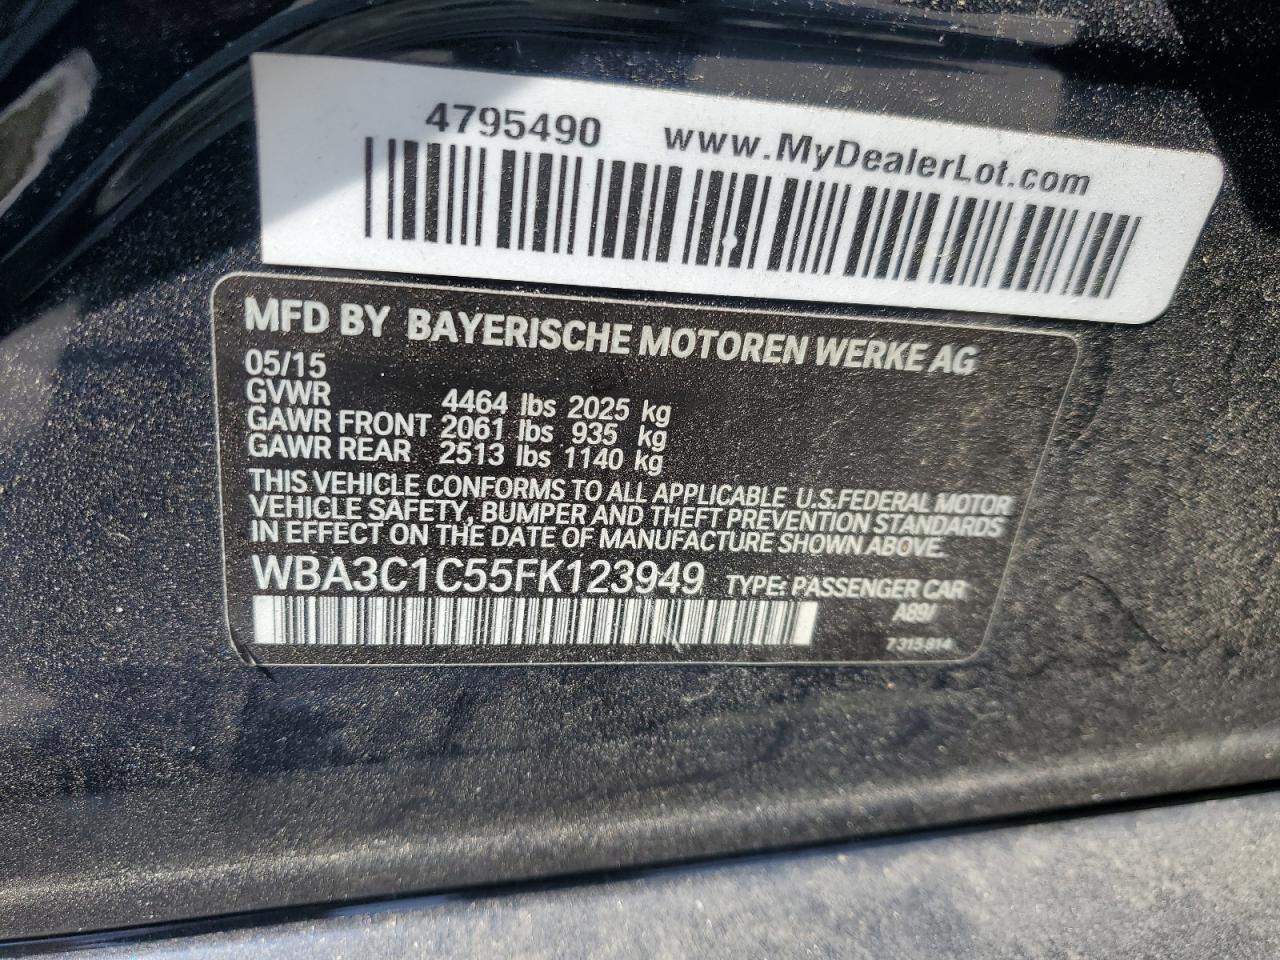 4795490 www.MyDealerLot.com
MFD BY BAYERISCHE MOTOREN WERKE AG
05/15
GVWR 4464 lbs 2025 kg
GAWR FRONT 2061 lbs 935 kg
GAWR REAR 2513 lbs 1140 kg
THIS VEHICLE CONFORMS TO ALL APPLICABLE U.S.FEDERAL MOTOR
VEHICLE SAFETY, BUMPER AND THEFT PREVENTION STANDARDS
IN EFFECT ON THE DATE OF MANUFACTURE SHOWN ABOVE.
WBA3C1C55FK123949 TYPE: PASSENGER CAR
A89/
7315814